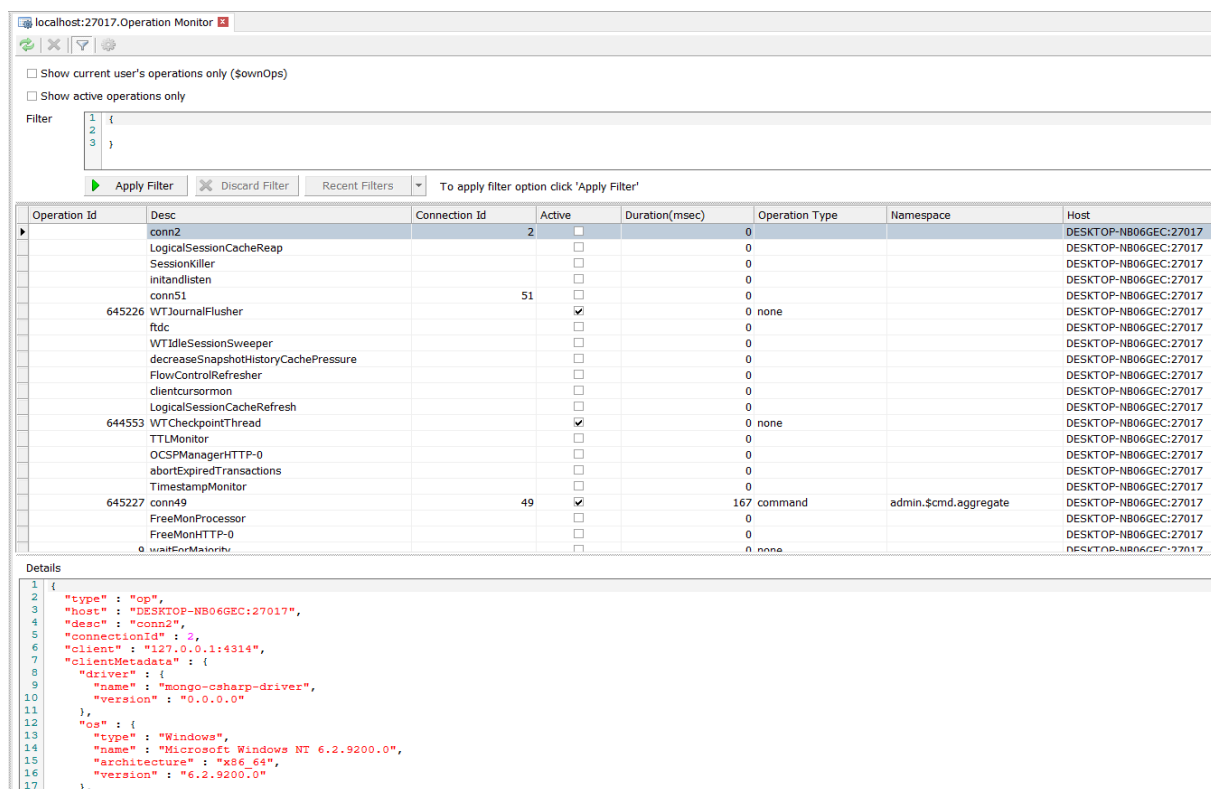 localhost:27017.Operation Monitor
Show current user's operations only ($ownOps)
Show active operations only
Filter
1 {
2
3 }
Apply Filter Discard Filter Recent Filters To apply filter option click 'Apply Filter'
Operation Id Desc Connection Id Active Duration(msec) Operation Type Namespace Host
conn2 2 0 DESKTOP-NB06GEC:27017
LogicalSessionCacheReap 0 DESKTOP-NB06GEC:27017
SessionKiller 0 DESKTOP-NB06GEC:27017
initandlisten 0 DESKTOP-NB06GEC:27017
conn51 51 0 DESKTOP-NB06GEC:27017
645226 WTJournalFlusher 0 none DESKTOP-NB06GEC:27017
ftdc 0 DESKTOP-NB06GEC:27017
WTIdleSessionSweeper 0 DESKTOP-NB06GEC:27017
decreaseSnapshotHistoryCachePressure 0 DESKTOP-NB06GEC:27017
FlowControlRefresher 0 DESKTOP-NB06GEC:27017
clientcursormon 0 DESKTOP-NB06GEC:27017
LogicalSessionCacheRefresh 0 DESKTOP-NB06GEC:27017
644553 WTCheckpointThread 0 none DESKTOP-NB06GEC:27017
TTLMonitor 0 DESKTOP-NB06GEC:27017
OCSPManagerHTTP-0 0 DESKTOP-NB06GEC:27017
abortExpiredTransactions 0 DESKTOP-NB06GEC:27017
TimestampMonitor 0 DESKTOP-NB06GEC:27017
645227 conn49 49 167 command admin.$cmd.aggregate DESKTOP-NB06GEC:27017
FreeMonProcessor 0 DESKTOP-NB06GEC:27017
FreeMonHTTP-0 0 DESKTOP-NB06GEC:27017
9 waitForMajority 0 none DESKTOP-NB06GEC:27017
Details
1 {
2 "type" : "op",
3 "host" : "DESKTOP-NB06GEC:27017",
4 "desc" : "conn2",
5 "connectionId" : 2,
6 "client" : "127.0.0.1:4314",
7 "clientMetadata" : {
8 "driver" : {
9 "name" : "mongo-csharp-driver",
10 "version" : "0.0.0.0"
11 },
12 "os" : {
13 "type" : "Windows",
14 "name" : "Microsoft Windows NT 6.2.9200.0",
15 "architecture" : "x86_64",
16 "version" : "6.2.9200.0"
17 },